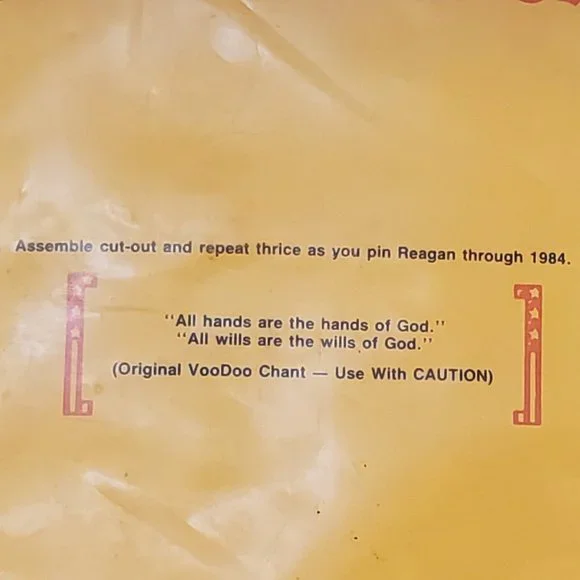 Assemble cut-out and repeat thrice as you pin Reagan through 1984.
"All hands are the hands of God."
"All wills are the wills of God."
(Original VooDoo Chant — Use With CAUTION)